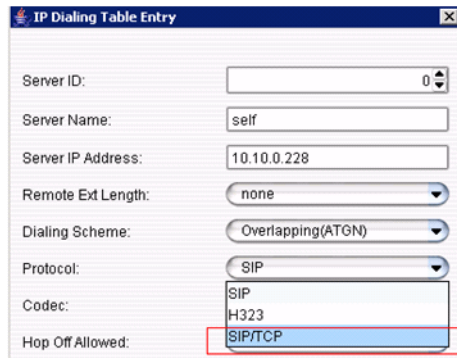 IP Dialing Table Entry
Server ID: 0
Server Name: self
Server IP Address: 10.10.0.228
Remote Ext Length: none
Dialing Scheme: Overlapping(ATGN)
Protocol: SIP
SIP
Codec:
H323
Hop Off Allowed: SIP/TCP